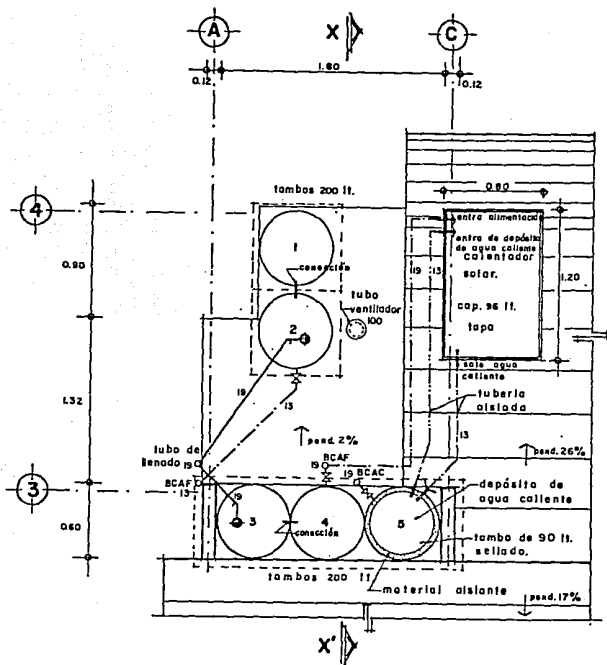 A
X
C
0.12
1.80
0.12
tambos 200 lt.
0.80
4
entra alimentación
entra de depósito
de agua caliente
calentador
solar.
cap. 96 lt.
tapa
1
conección
2
tubo
ventilador
100
19
13
1.20
0.90
sale agua
caliente
19
13
tubería
aislada
1.32
13
pend. 2%
pend. 26%
tubo de
llenado
19
BCAF
19
BCAC
19
BCAF
13
3
19
3
4
5
conección
depósito de
agua caliente
0.60
tambo de 90 lt.
sellado.
tambos 200 lt.
material aislante
pend. 17%
X'